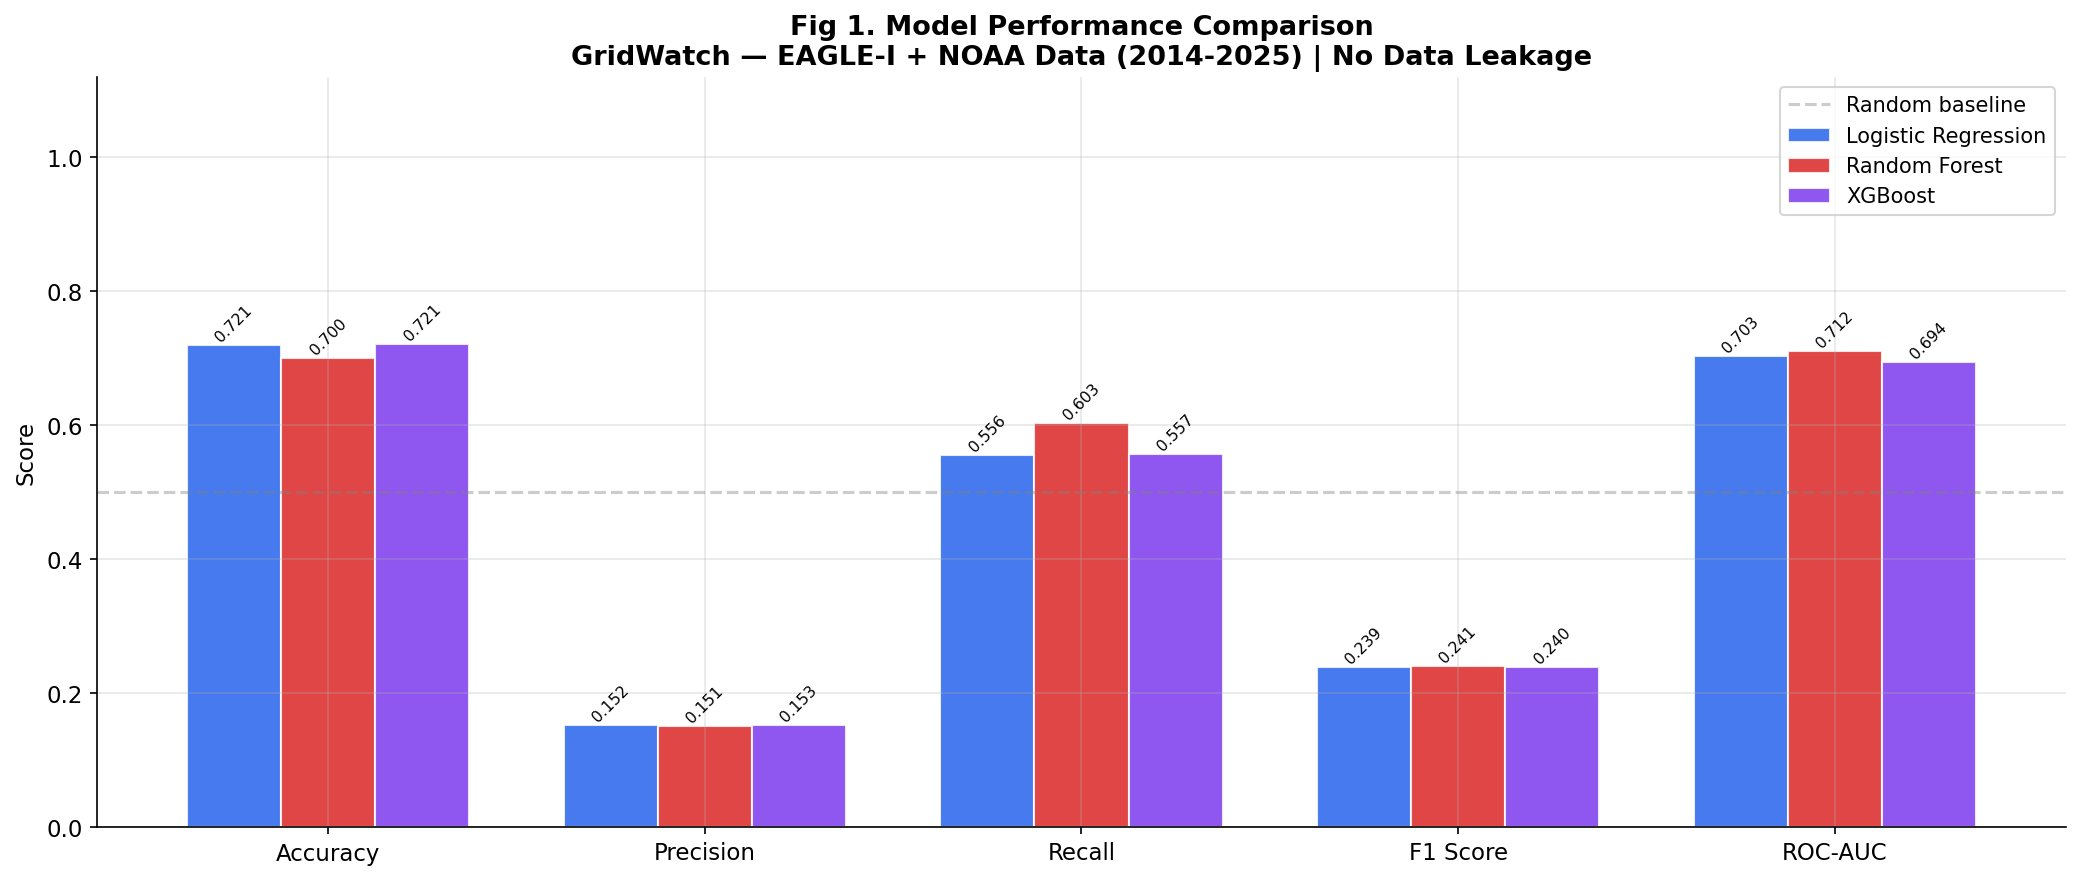 Fig 1. Model Performance Comparison
GridWatch — EAGLE-I + NOAA Data (2014-2025) | No Data Leakage
Random baseline
Logistic Regression
Random Forest
XGBoost
Score
1.0
0.8
0.6
0.4
0.2
0.0
0.721
0.700
0.721
0.152
0.151
0.153
0.556
0.603
0.557
0.239
0.241
0.240
0.703
0.712
0.694
Accuracy
Precision
Recall
F1 Score
ROC-AUC